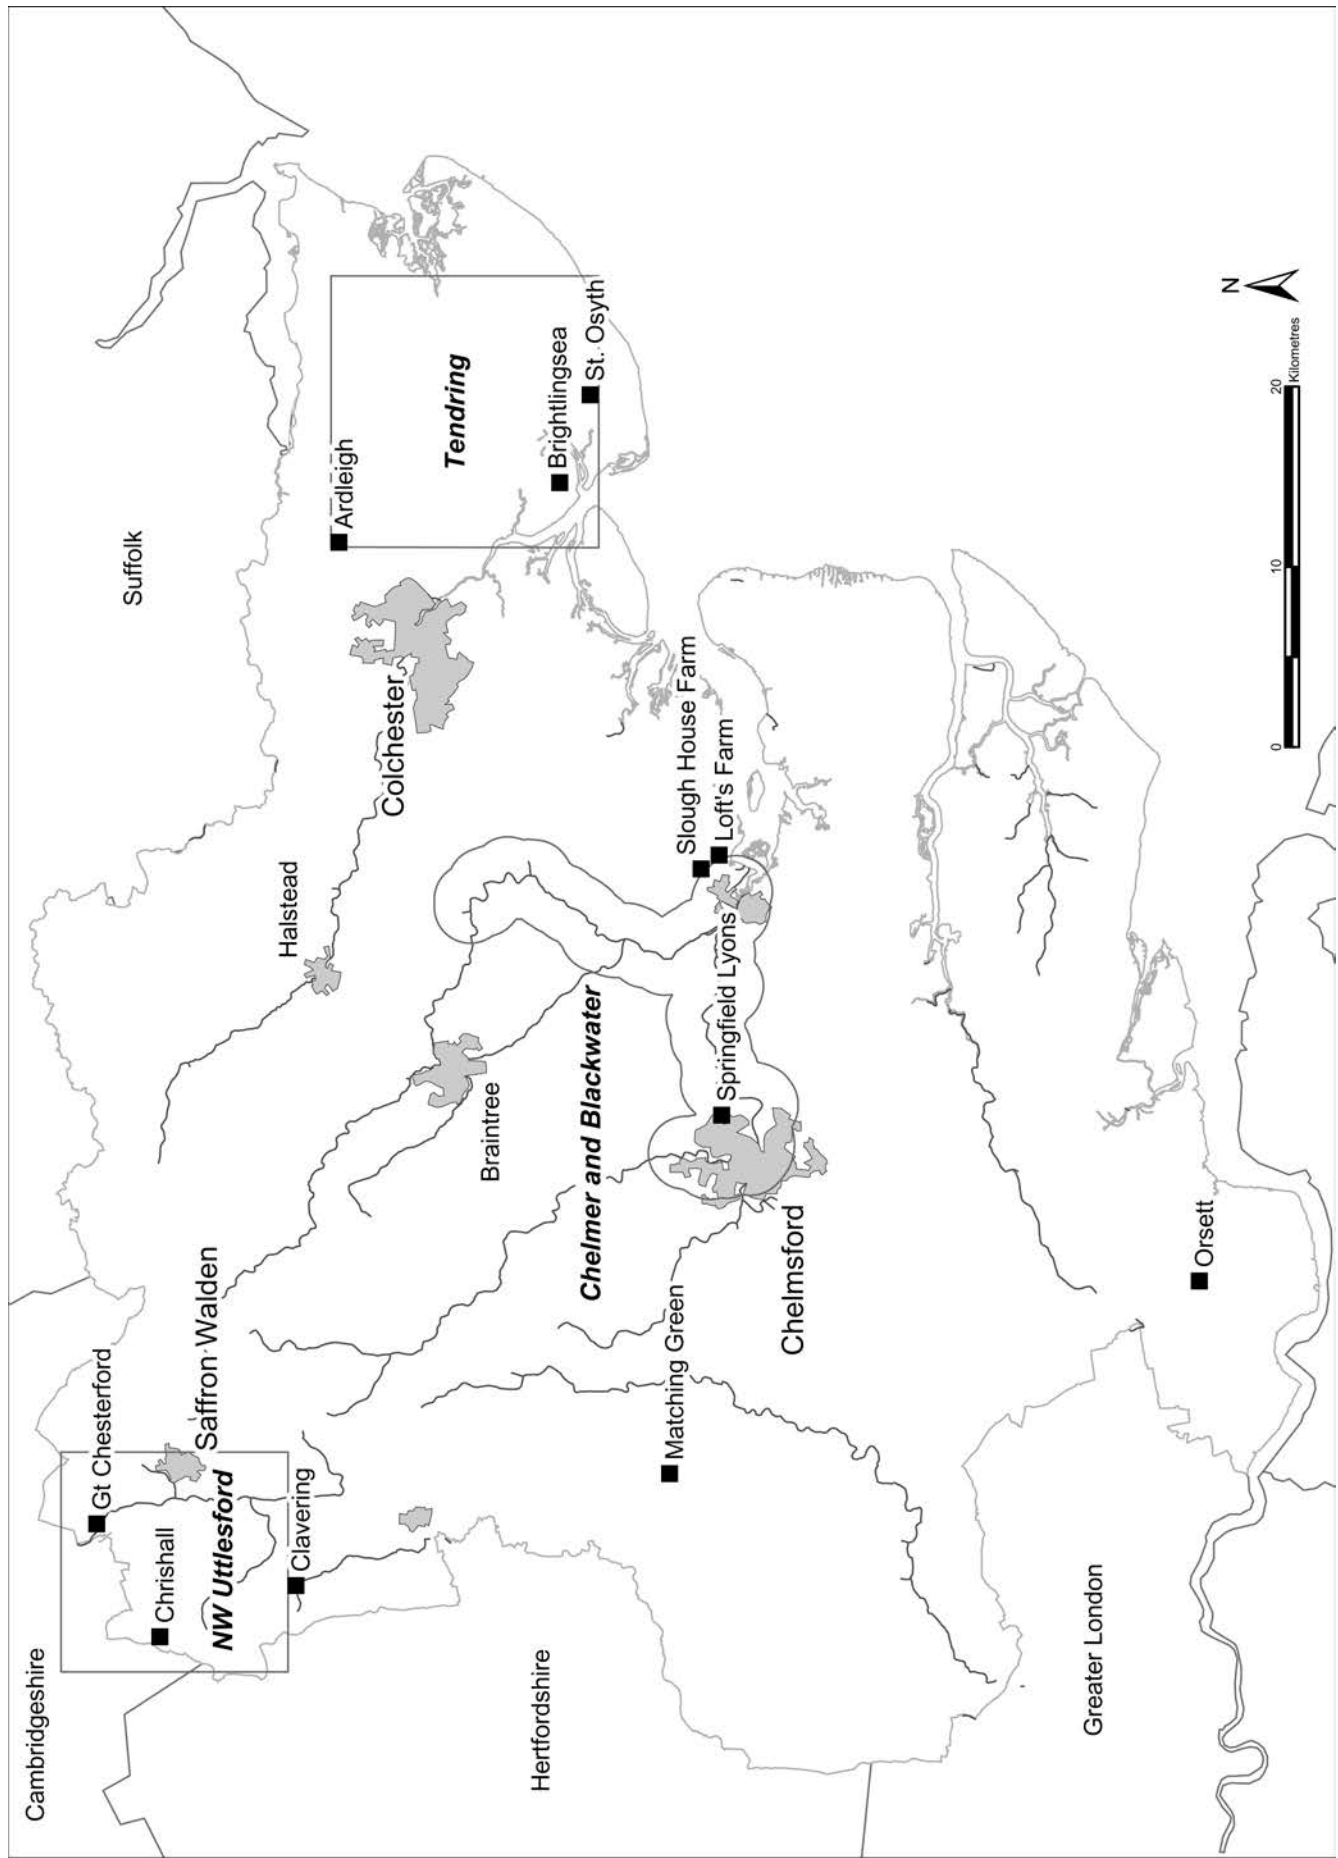 Cambridgeshire
Suffolk
Gt Chesterford
Chrishall
Saffron Walden
NW Uttlesford
Clavering
Halstead
Ardleigh
Colchester
Tendring
Braintree
Brightlingsea
St. Osyth
Hertfordshire
Chelmer and Blackwater
Matching Green
Slough House Farm
Loft's Farm
Springfield Lyons
Chelmsford
Greater London
Orsett
N
0
10
20
Kilometres